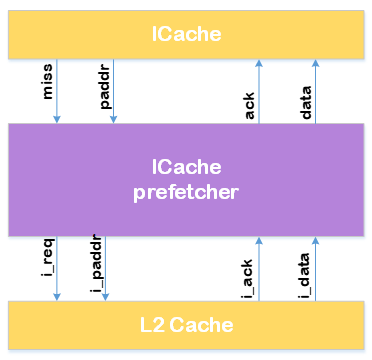 ICache
miss
paddr
ack
data
ICache
prefetcher
i_req
i_paddr
i_ack
i_data
L2 Cache